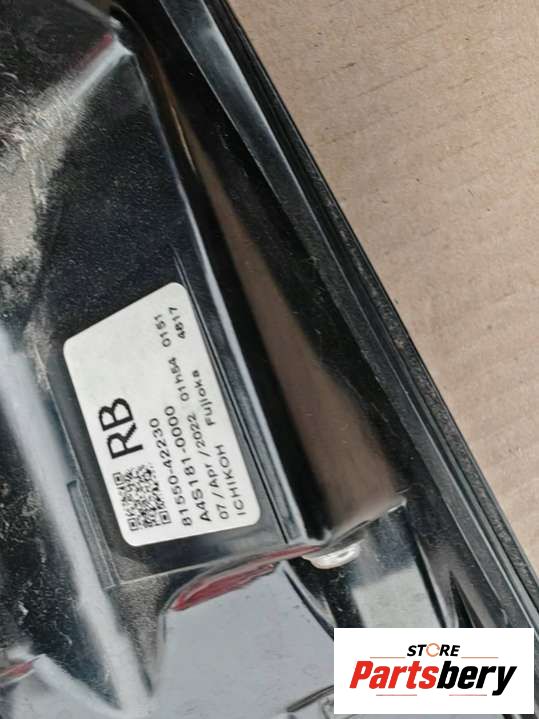 RB
81550-42230
A4S181-0000 01h54 0151
07/Apr/2022 4817
ICHIKOH Fujioka
STORE
Partsbery